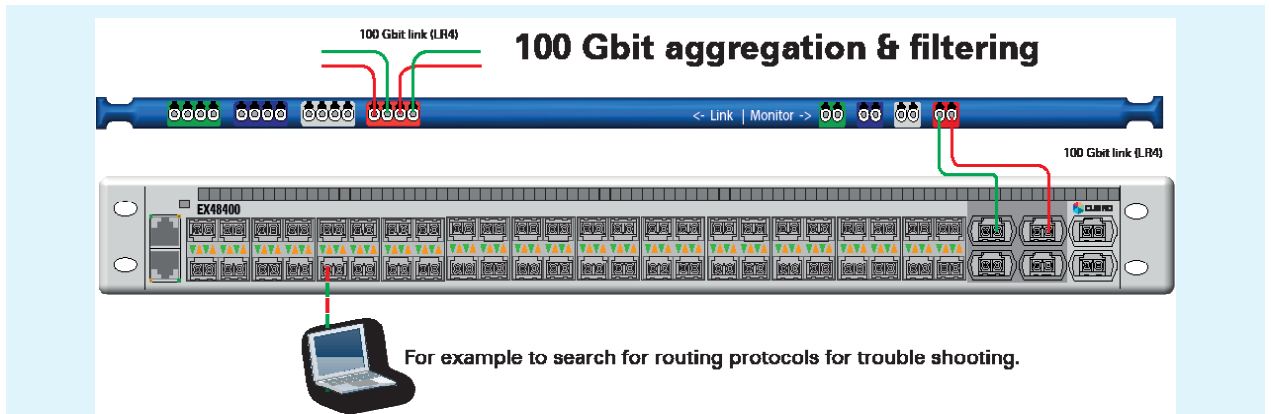 100 Gbit link (LR4)
100 Gbit aggregation & filtering
<- Link | Monitor ->
100 Gbit link (LR4)
EX48400
CUBRO
For example to search for routing protocols for trouble shooting.